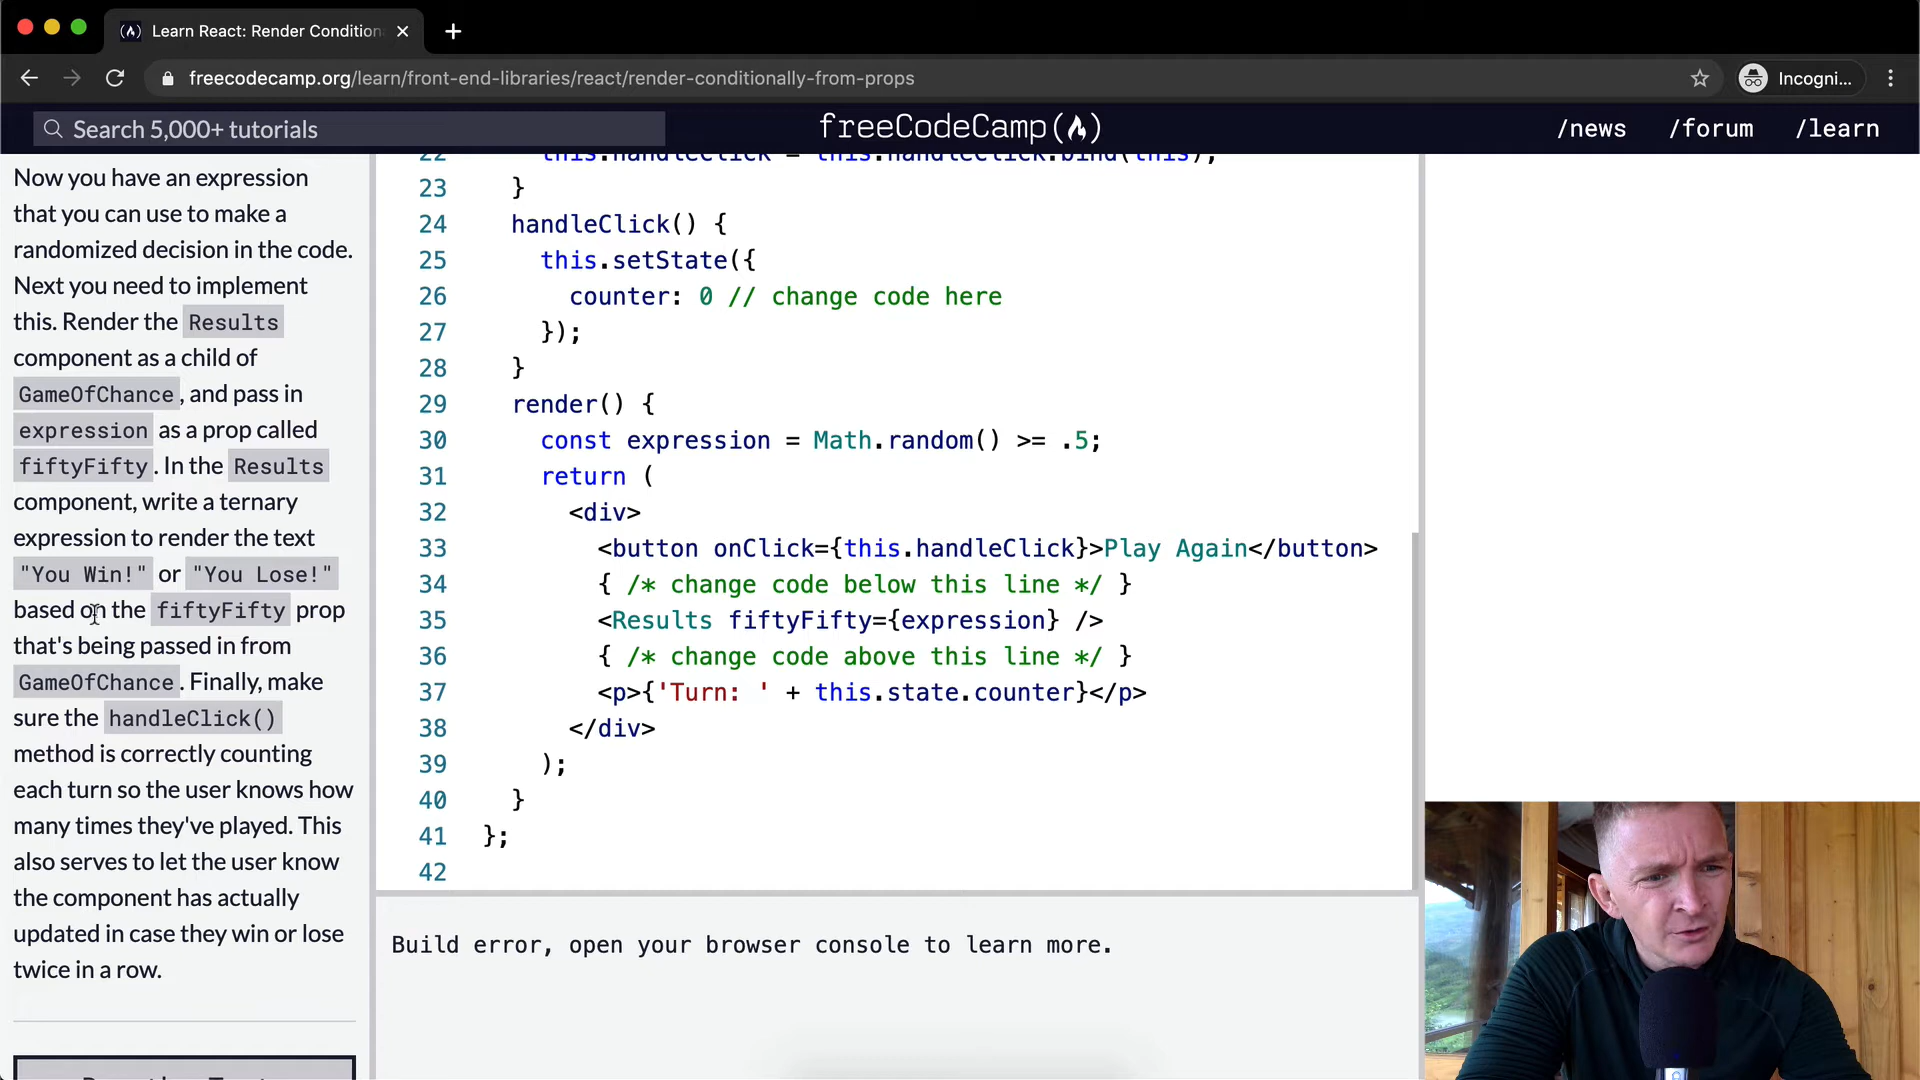 Learn React: Render Condition
freecodecamp.org/learn/front-end-libraries/react/render-conditionally-from-props
Incogni...
Search 5,000+ tutorials
freeCodeCamp
/news
/forum
/learn
Now you have an expression
that you can use to make a
randomized decision in the code.
Next you need to implement
this. Render the Results
component as a child of
GameOfChance, and pass in
expression as a prop called
fiftyFifty. In the Results
component, write a ternary
expression to render the text
"You Win!" or "You Lose!"
based on the fiftyFifty prop
that's being passed in from
GameOfChance. Finally, make
sure the handleClick()
method is correctly counting
each turn so the user knows how
many times they've played. This
also serves to let the user know
the component has actually
updated in case they win or lose
twice in a row.
22 this.handleClick = this.handleClick.bind(this);
23 }
24 handleClick() {
25 this.setState({
26 counter: 0 // change code here
27 });
28 }
29 render() {
30 const expression = Math.random() >= .5;
31 return (
32 <div>
33 <button onClick={this.handleClick}>Play Again</button>
34 { /* change code below this line */ }
35 <Results fiftyFifty={expression} />
36 { /* change code above this line */ }
37 <p>{'Turn: ' + this.state.counter}</p>
38 </div>
39 );
40 }
41 };
42
Build error, open your browser console to learn more.